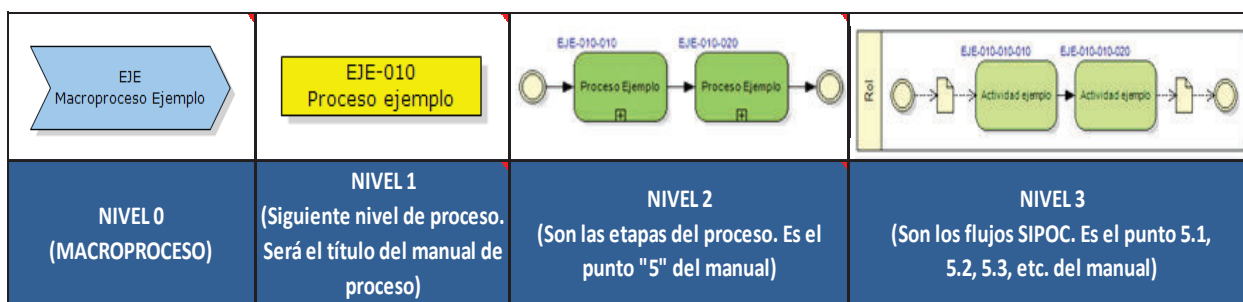 EJE
Macroproceso Ejemplo
EJE-010
Proceso ejemplo
EJE-010-010
EJE-010-020
Proceso Ejemplo
Proceso Ejemplo
Rol
EJE-010-010-010
EJE-010-010-020
Actividad ejemplo
Actividad ejemplo
NIVEL 0
(MACROPROCESO)
NIVEL 1
(Siguiente nivel de proceso.
Será el título del manual de
proceso)
NIVEL 2
(Son las etapas del proceso. Es el
punto "5" del manual)
NIVEL 3
(Son los flujos SIPOC. Es el punto 5.1,
5.2, 5.3, etc. del manual)